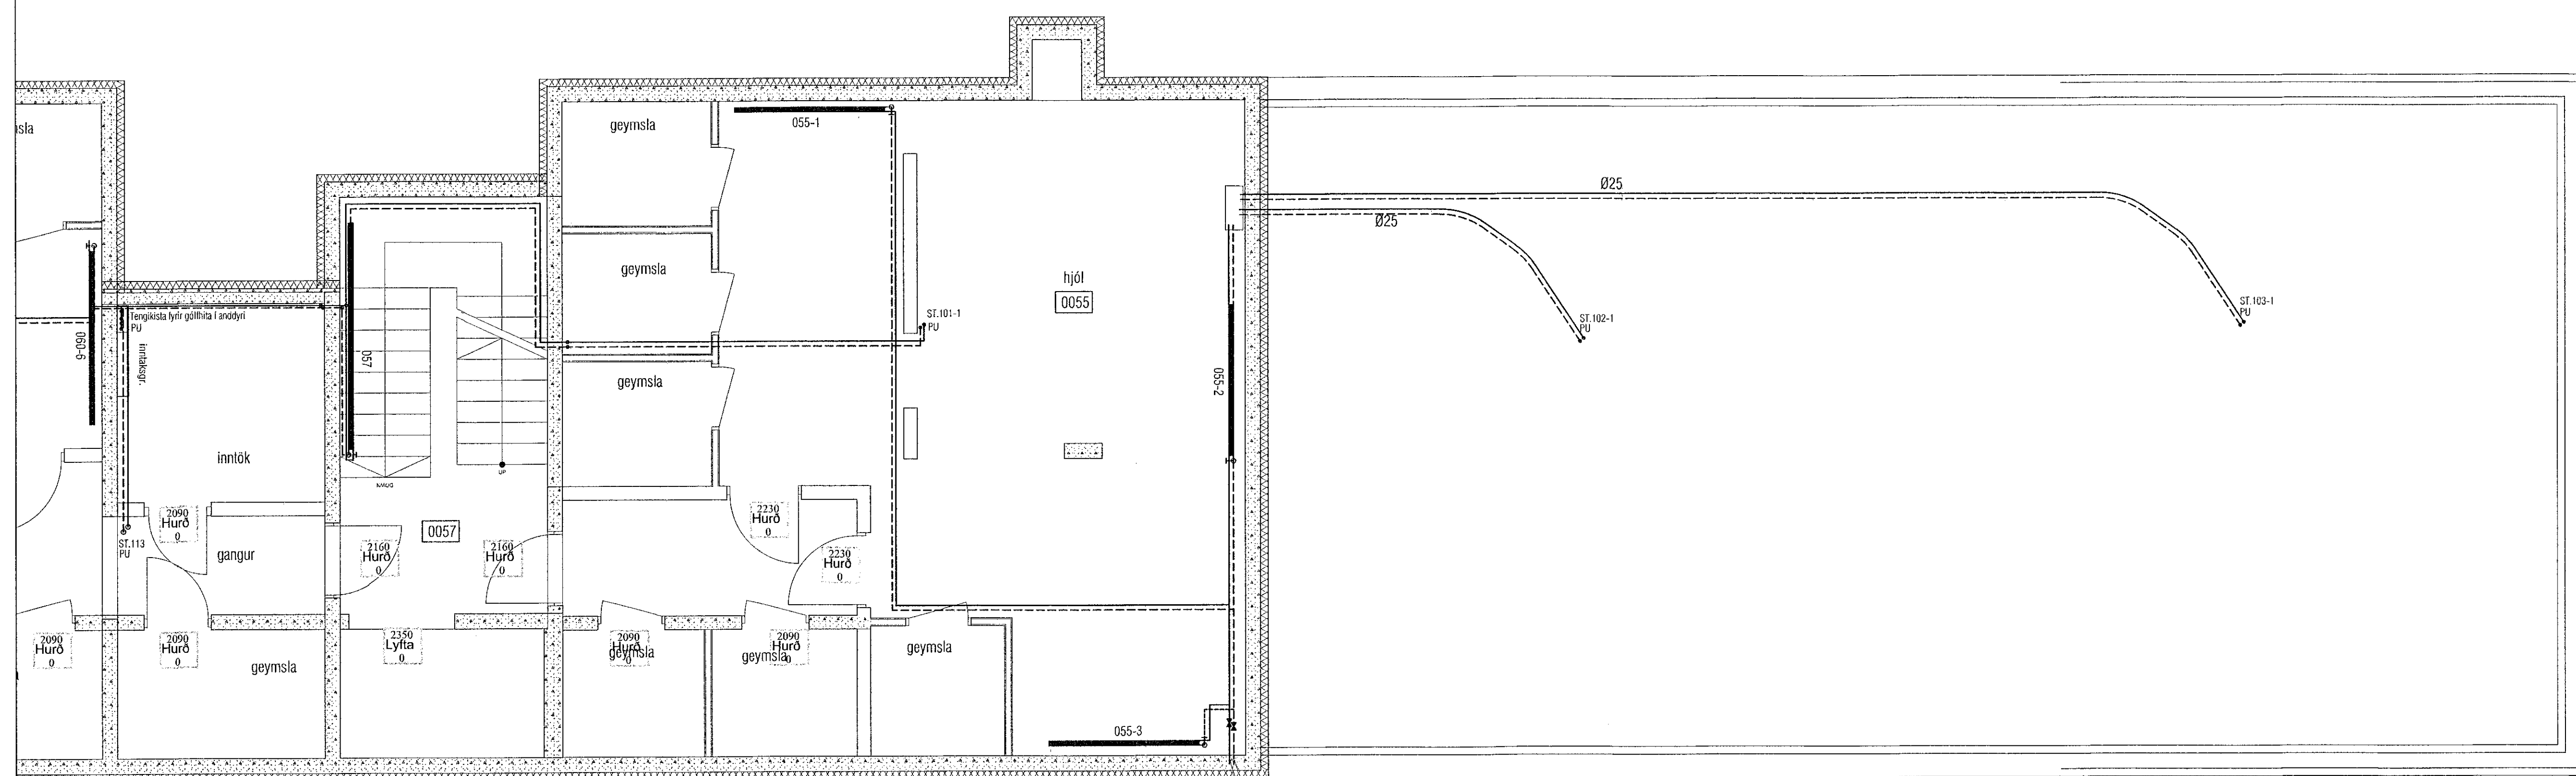 geymsla
055-1
Ø25
Ø25
geymsla
hjól
0055
ST.101-1
PU
ST.102-1
PU
ST.103-1
PU
Tengikista fyrir gólfhita í anddyri
PU
060-6
inntaksgr.
057
geymsla
055-2
inntök
UP
DOWN
2090
Hurð
0
ST.113
PU
gangur
2160
Hurð
0
0057
2160
Hurð
0
2230
Hurð
0
2230
Hurð
0
2090
Hurð
0
2090
Hurð
0
geymsla
2350
Lyfta
0
2090
Hurð
0
geymsla
2090
Hurð
0
geymsla
geymsla
055-3